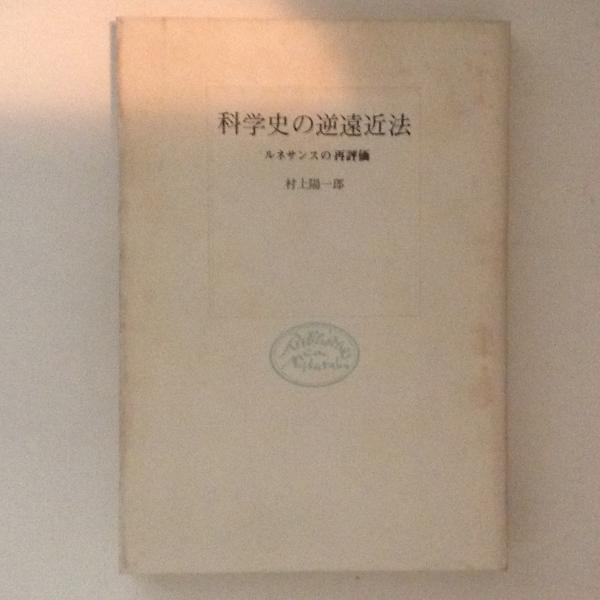 科学史の逆遠近法
ルネサンスの再評価
村上陽一郎